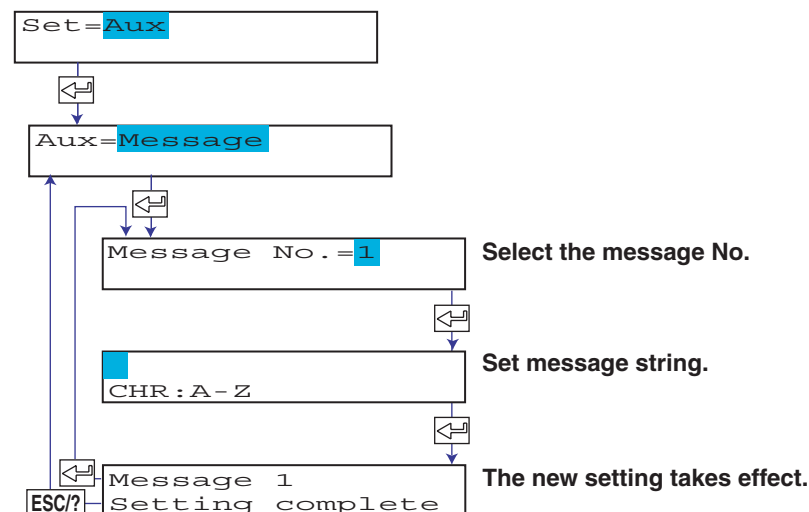 Set=Aux
Aux=Message
Message No.=1
Select the message No.
Set message string.
CHR:A-Z
Message 1
The new setting takes effect.
ESC/?
Setting complete